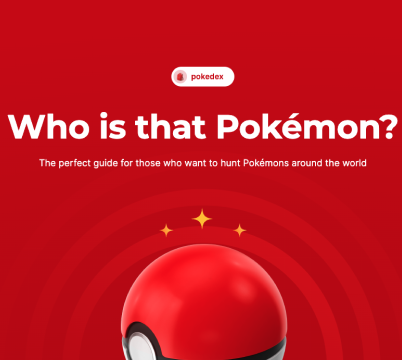 pokedex
Who is that Pokémon?
The perfect guide for those who want to hunt Pokémons around the world